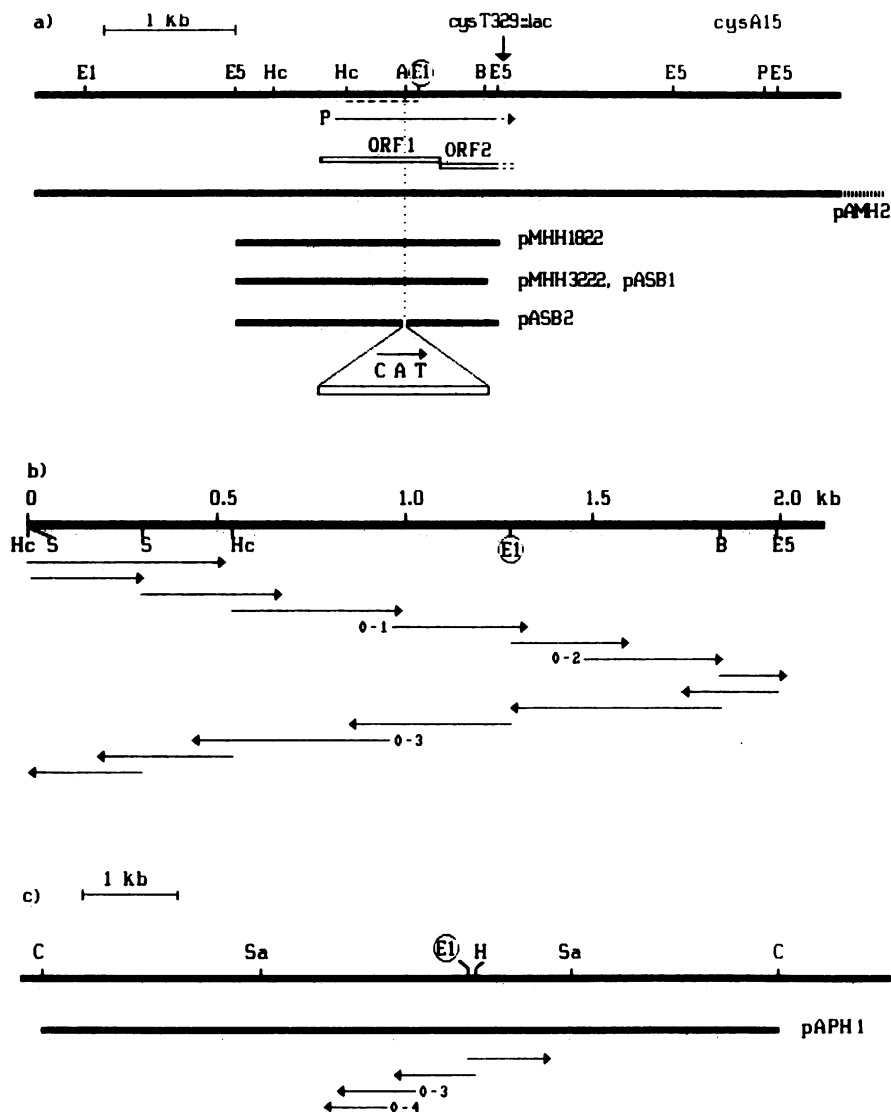 a) 1 Kb cysT329::lac cysA15
E1 E5 Hc Hc A E1 B E5 E5 P E5
P
ORF1 ORF2
pAMH2
pMHH1822
pMHH3222, pASB1
pASB2
C A T
b)
0 0.5 1.0 1.5 2.0 kb
Hc S S Hc E1 B E5
0-1
0-2
0-3
c) 1 kb
C Sa E1 H Sa C
pAPH1
0-3
0-4